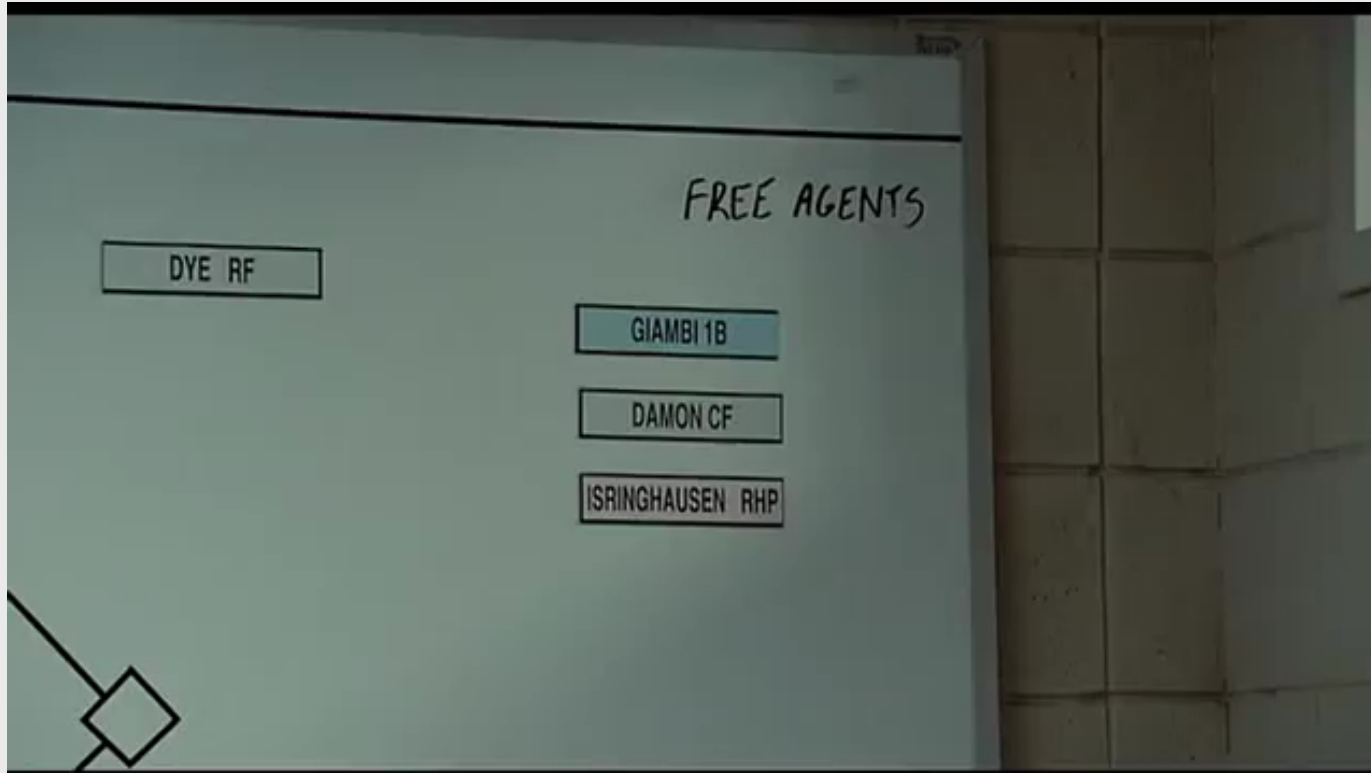 FREE AGENTS
DYE RF
GIAMBI 1B
DAMON CF
ISRINGHAUSEN RHP